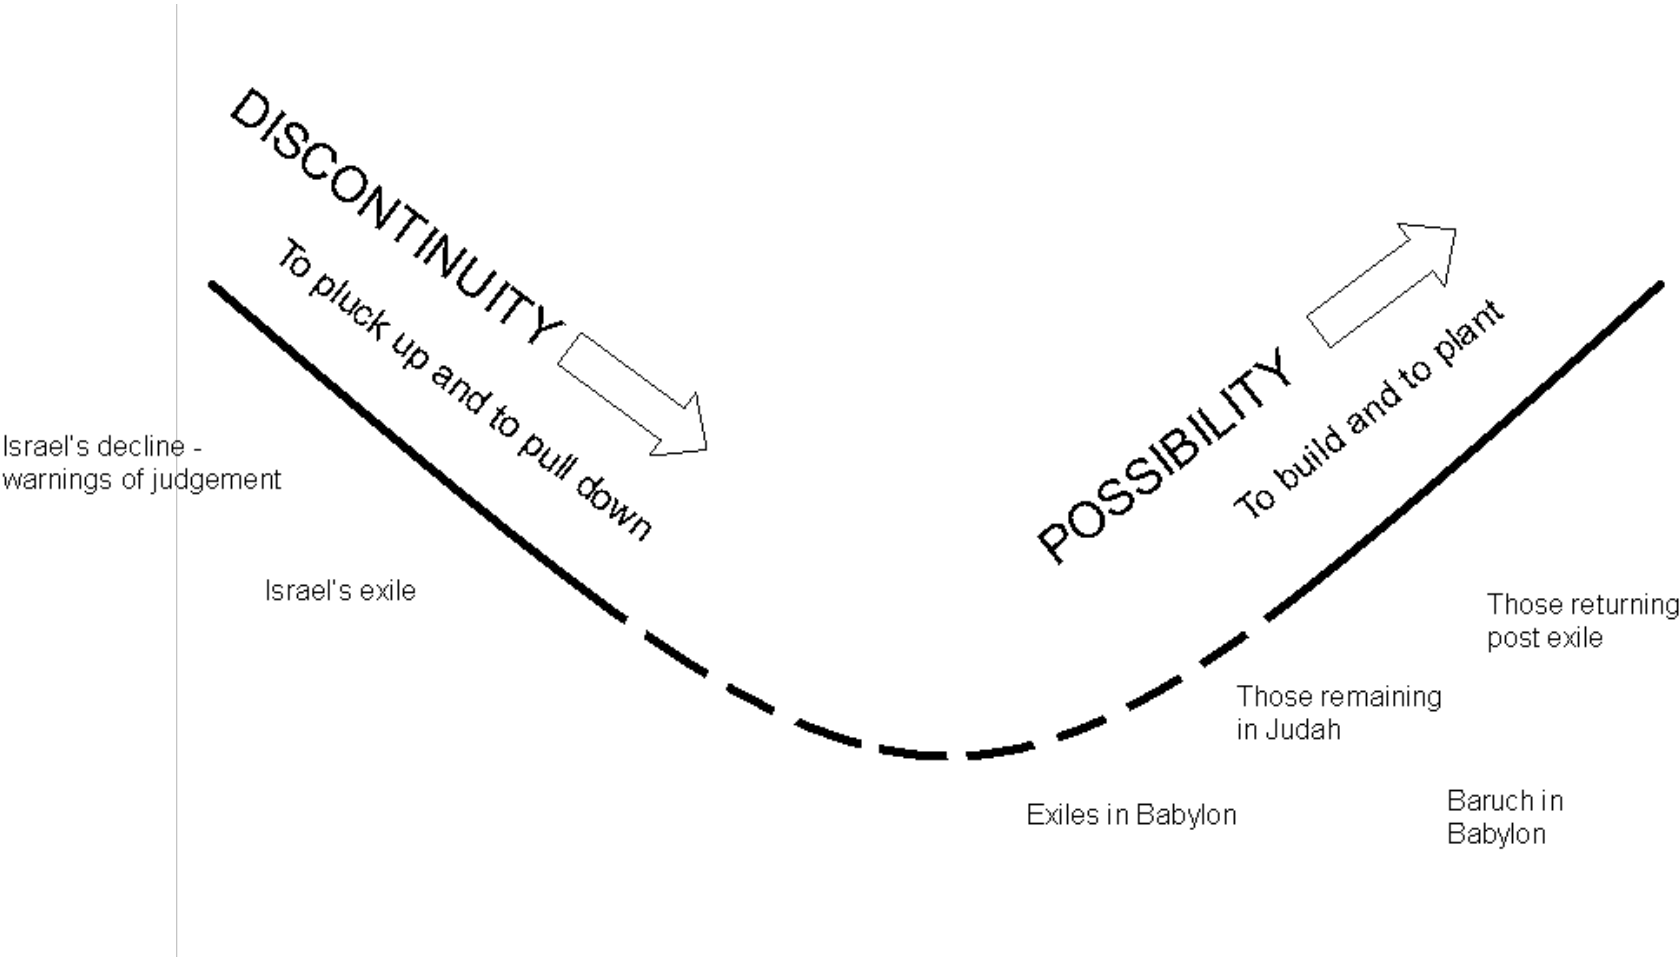 DISCONTINUITY
To pluck up and to pull down
POSSIBILITY
To build and to plant
Israel's decline -
warnings of judgement
Israel's exile
Those returning
post exile
Those remaining
in Judah
Exiles in Babylon
Baruch in
Babylon